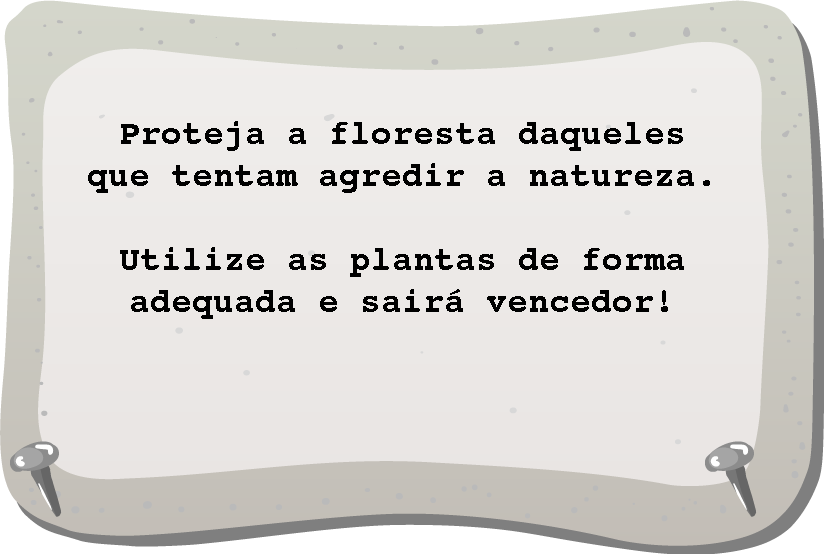 Proteja a floresta daqueles
que tentam agredir a natureza.
Utilize as plantas de forma
adequada e sairá vencedor!